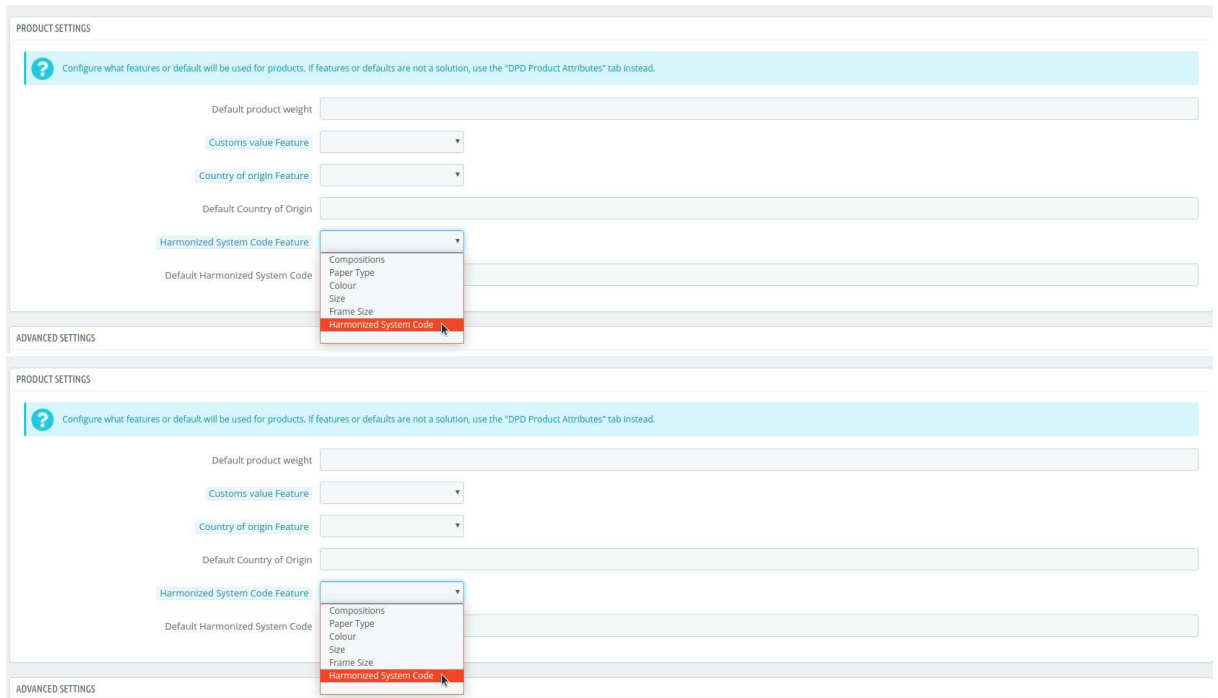 PRODUCT SETTINGS
? Configure what features or default will be used for products. If features or defaults are not a solution, use the "DPD Product Attributes" tab instead.
Default product weight
Customs value Feature
Country of origin Feature
Default Country of Origin
Harmonized System Code Feature
Compositions
Paper Type
Default Harmonized System Code
Colour
Size
Frame Size
Harmonized System Code
ADVANCED SETTINGS
PRODUCT SETTINGS
? Configure what features or default will be used for products. If features or defaults are not a solution, use the "DPD Product Attributes" tab instead.
Default product weight
Customs value Feature
Country of origin Feature
Default Country of Origin
Harmonized System Code Feature
Compositions
Paper Type
Default Harmonized System Code
Colour
Size
Frame Size
Harmonized System Code
ADVANCED SETTINGS